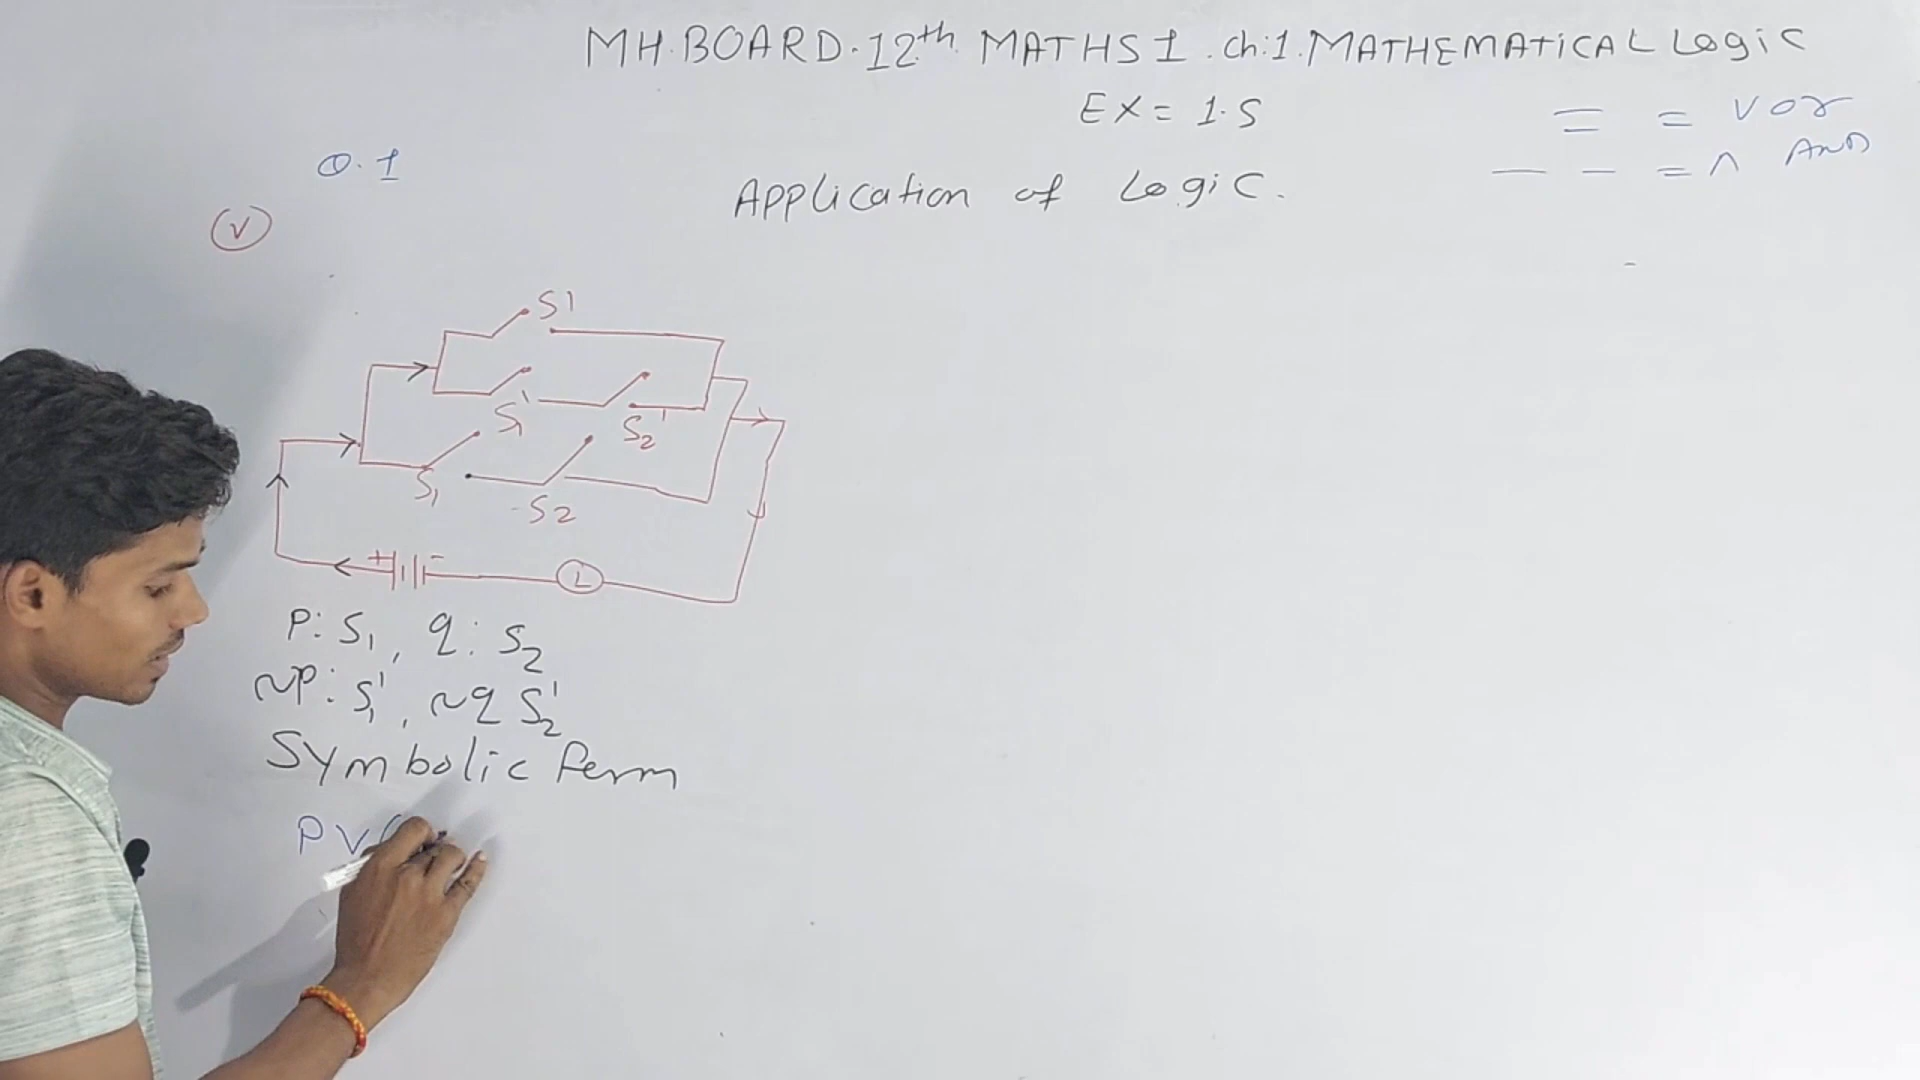 MH.BOARD.12th MATHS 1. ch:1. MATHEMATICAL LOGIC
EX = 1.5
= = V or
— – = ∧ AND
Q.1
Application of Logic.
(V)
S1
S1' S2'
S1 S2
+ -
L
P: S1, q: S2
~P: S1', ~q S2'
Symbolic form
P V (